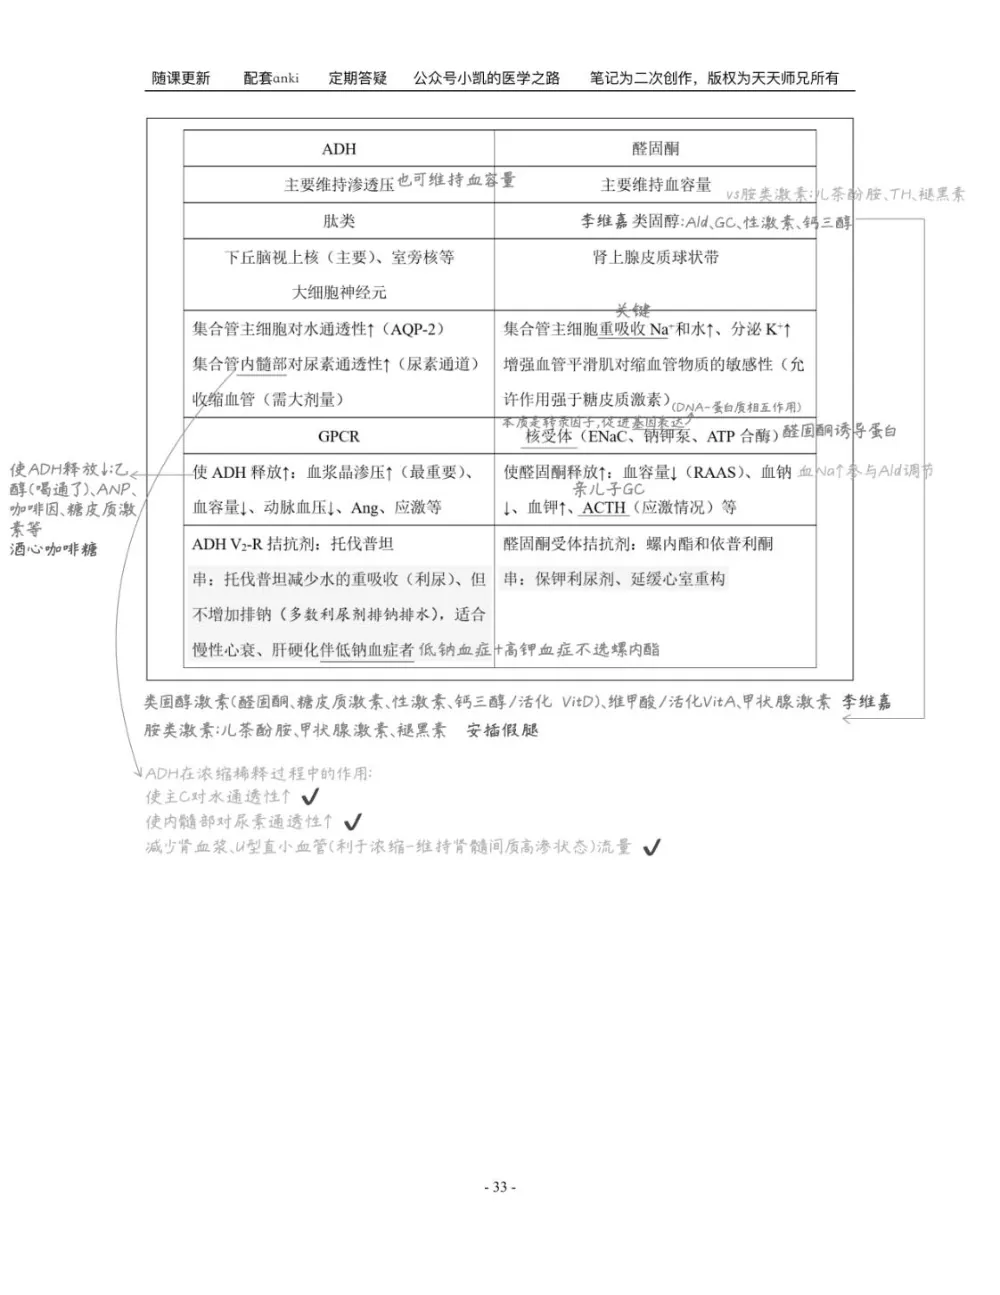 随课更新 配套anki 定期答疑 公众号小凯的医学之路 笔记为二次创作，版权为天天师兄所有
ADH 醛固酮
主要维持渗透压 也可维持血容量 主要维持血容量
vs胺类激素:儿茶酚胺、TH、褪黑素
肽类 李维嘉 类固醇:Ald、GC、性激素、钙三醇
下丘脑视上核（主要）、室旁核等
大细胞神经元
肾上腺皮质球状带
集合管主细胞对水通透性↑（AQP-2）
集合管内髓部对尿素通透性↑（尿素通道）
收缩血管（需大剂量）
关键
集合管主细胞重吸收 Na⁺和水↑、分泌 K⁺↑
增强血管平滑肌对缩血管物质的敏感性（允
许作用强于糖皮质激素）(DNA-蛋白质相互作用)
本质是转录因子,促进基因表达
GPCR 核受体（ENaC、钠钾泵、ATP 合酶）醛固酮诱导蛋白
使 ADH 释放↑：血浆晶渗压↑（最重要）、
血容量↓、动脉血压↓、Ang、应激等
使醛固酮释放↑：血容量↓（RAAS）、血钠 血Na↑参与Ald调节
亲儿子GC
↓、血钾↑、ACTH（应激情况）等
使ADH释放↓:乙
醇(喝通了)、ANP、
咖啡因、糖皮质激
素等
酒心咖啡糖
ADH V₂-R 拮抗剂：托伐普坦
串：托伐普坦减少水的重吸收（利尿）、但
不增加排钠（多数利尿剂排钠排水），适合
慢性心衰、肝硬化伴低钠血症者 低钠血症+高钾血症不选螺内酯
醛固酮受体拮抗剂：螺内酯和依普利酮
串：保钾利尿剂、延缓心室重构
类固醇激素(醛固酮、糖皮质激素、性激素、钙三醇/活化 VitD)、维甲酸/活化VitA、甲状腺激素 李维嘉
胺类激素:儿茶酚胺、甲状腺激素、褪黑素 安插假腿
ADH在浓缩稀释过程中的作用:
使主C对水通透性↑ ✔
使内髓部对尿素通透性↑ ✔
减少肾血浆、U型直小血管(利于浓缩-维持肾髓间质高渗状态)流量 ✔
- 33 -